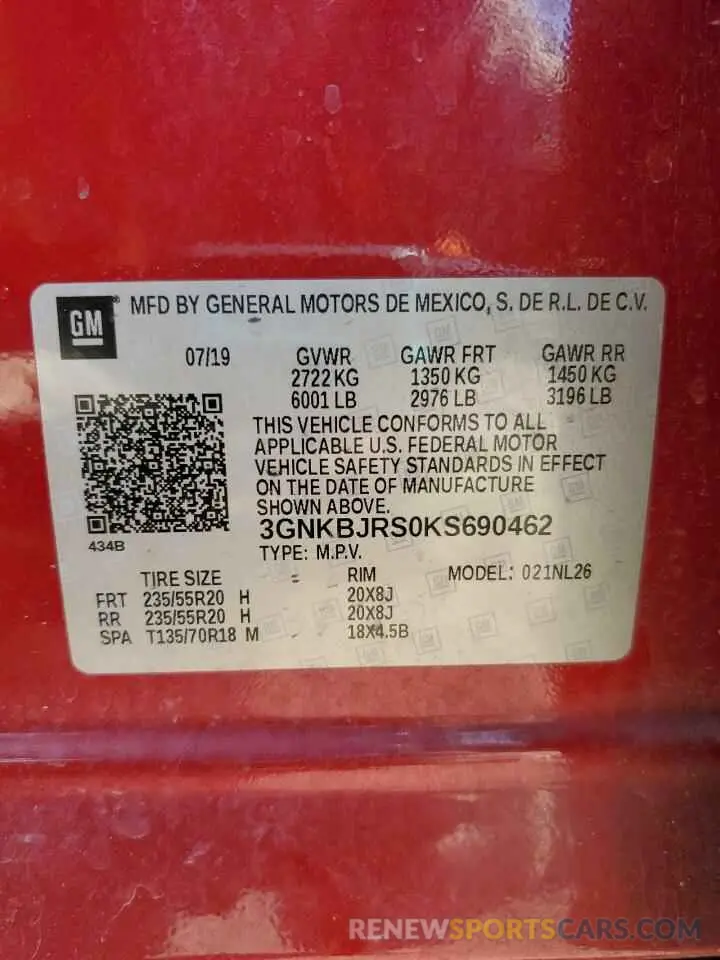 GM ® MFD BY GENERAL MOTORS DE MEXICO, S. DE R.L. DE C.V.
07/19 GVWR GAWR FRT GAWR RR
2722 KG 1350 KG 1450 KG
6001 LB 2976 LB 3196 LB
THIS VEHICLE CONFORMS TO ALL
APPLICABLE U.S. FEDERAL MOTOR
VEHICLE SAFETY STANDARDS IN EFFECT
ON THE DATE OF MANUFACTURE
SHOWN ABOVE.
3GNKBJRS0KS690462
434B
TYPE: M.P.V.
TIRE SIZE RIM MODEL: 021NL26
FRT 235/55R20 H 20X8J
RR 235/55R20 H 20X8J
SPA T135/70R18 M 18X4.5B
RENEWSPORTSCARS.COM